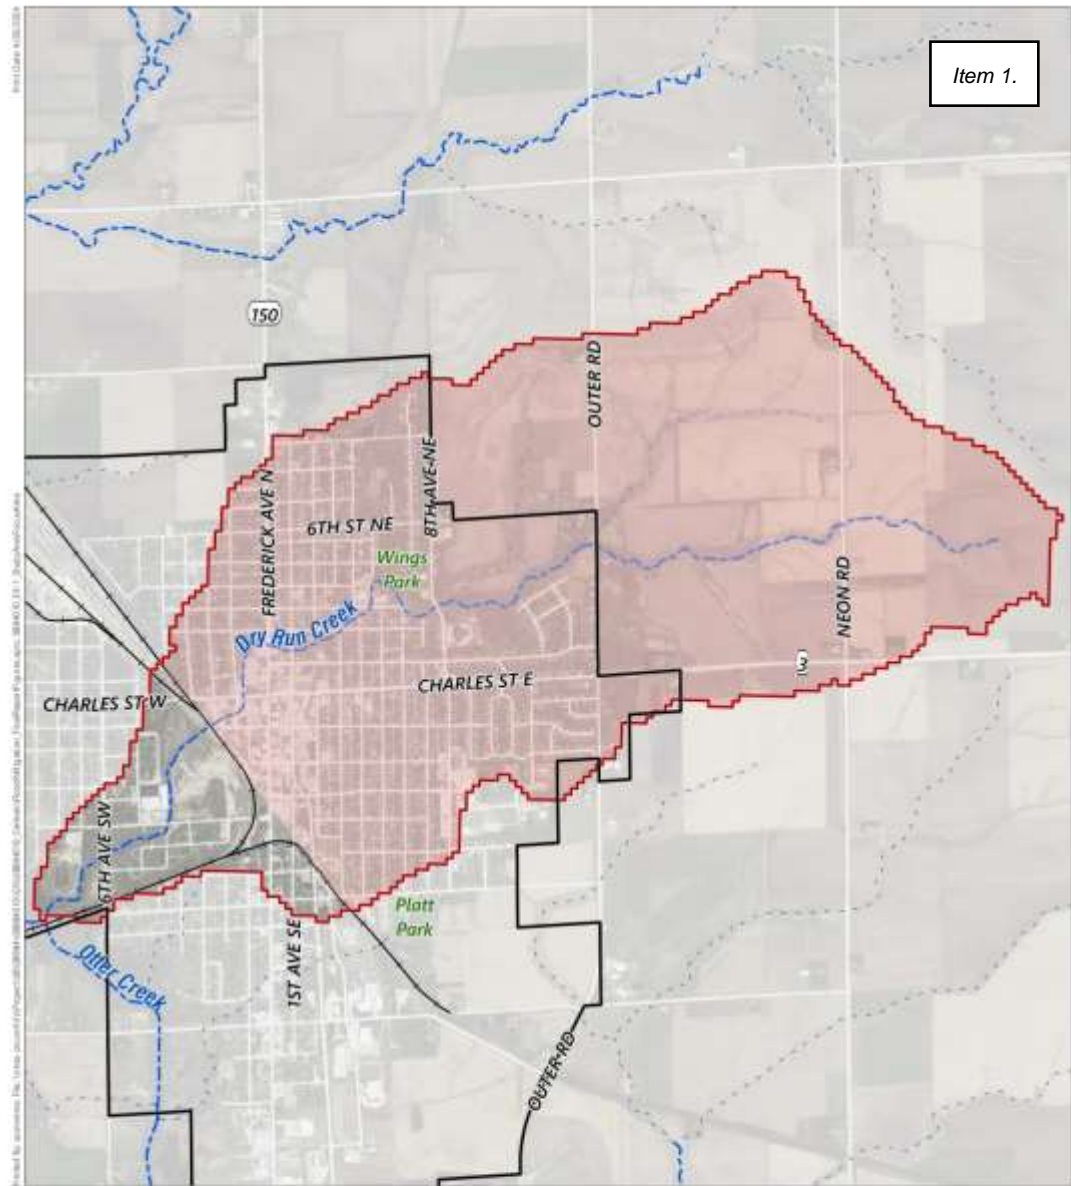 Item 1.
150
OUTER RD
8TH AVE NE
FREDERICK AVE N
6TH ST NE
Wings
Park
NEON RD
Dry Run Creek
3
CHARLES ST E
CHARLES ST W
6TH AVE SW
Platt
Park
1ST AVE SE
Otter Creek
OUTER RD